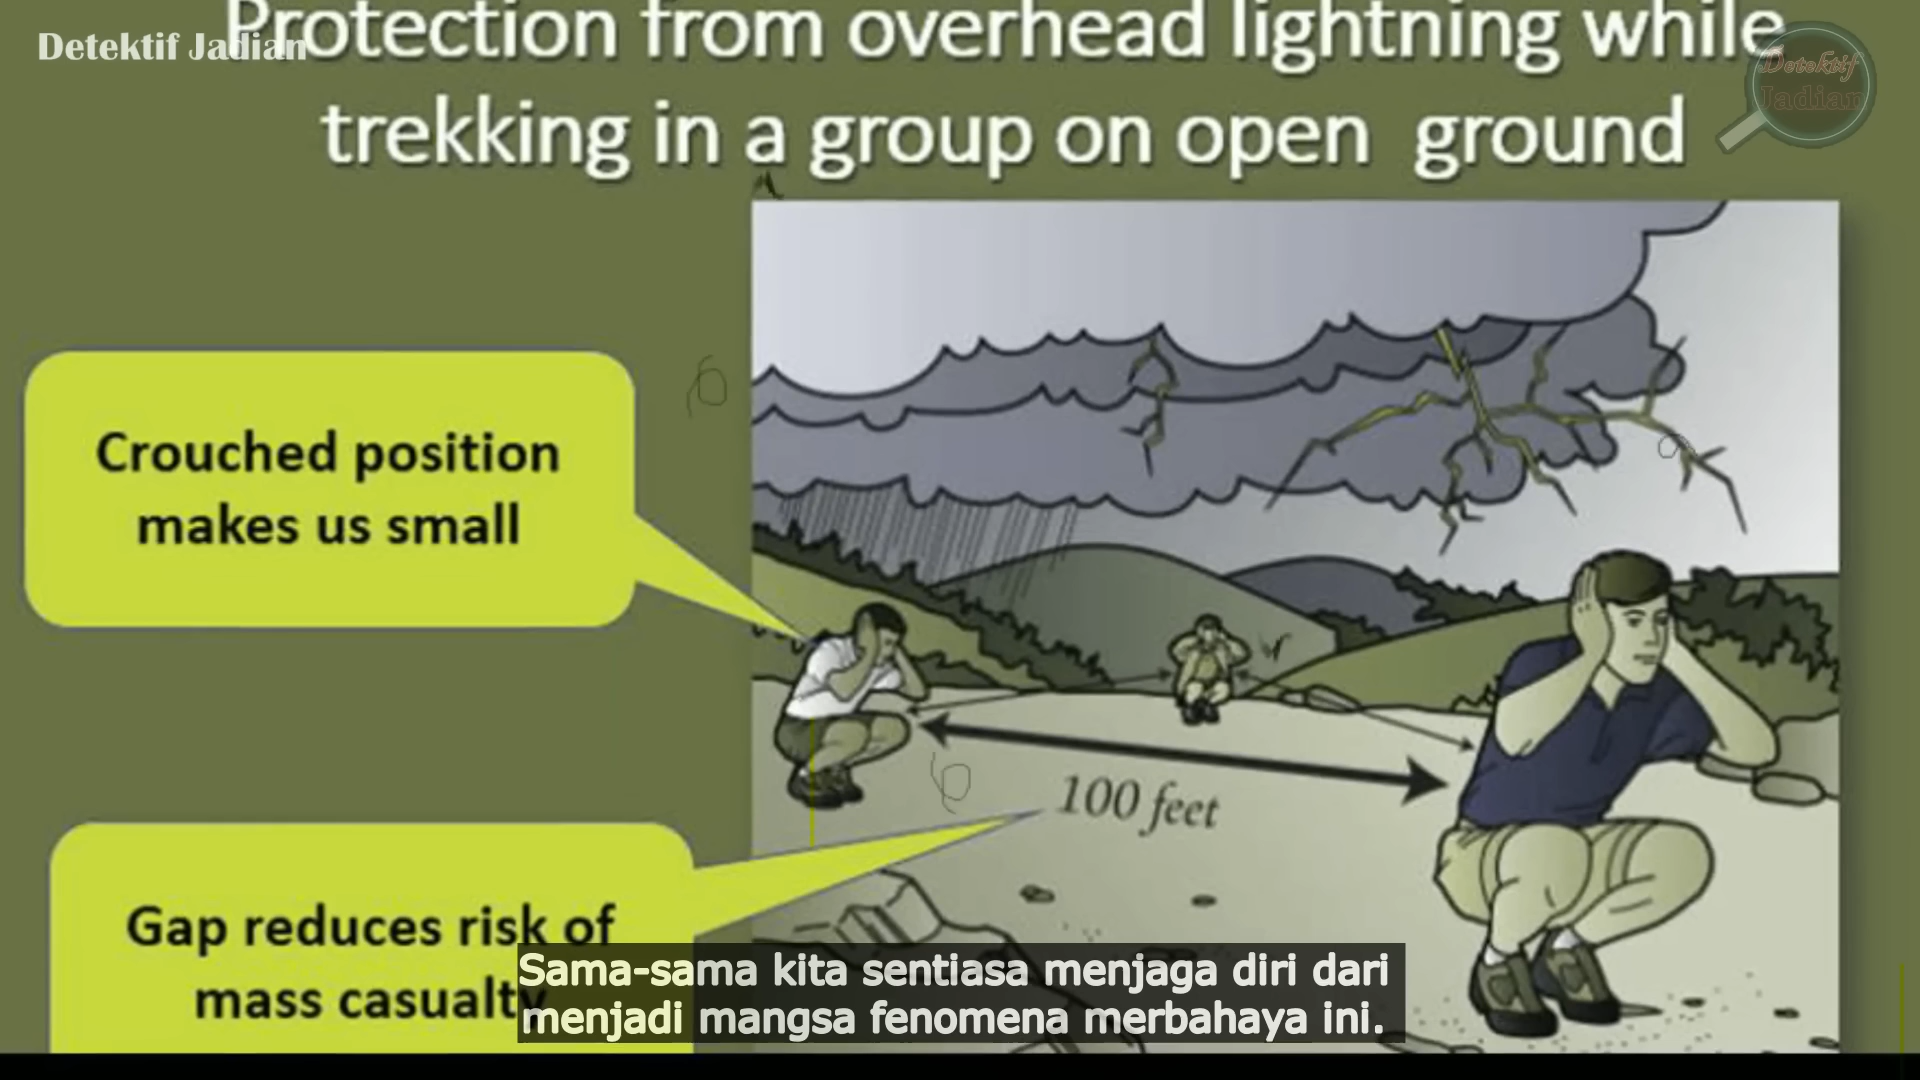 Protection from overhead lightning while
Detektif Jadian
Detektif
Jadian
trekking in a group on open ground
Crouched position
makes us small
100 feet
Gap reduces risk of
mass casualty
Sama-sama kita sentiasa menjaga diri dari
menjadi mangsa fenomena merbahaya ini.